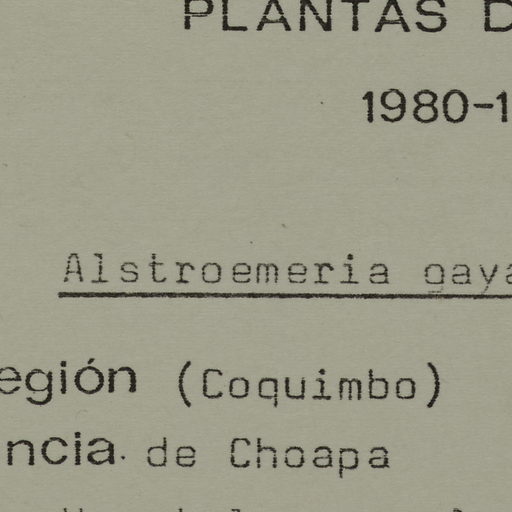 PLANTAS D
1980-1
Alstroemeria gaya
egión (Coquimbo)
ncia. de Choapa